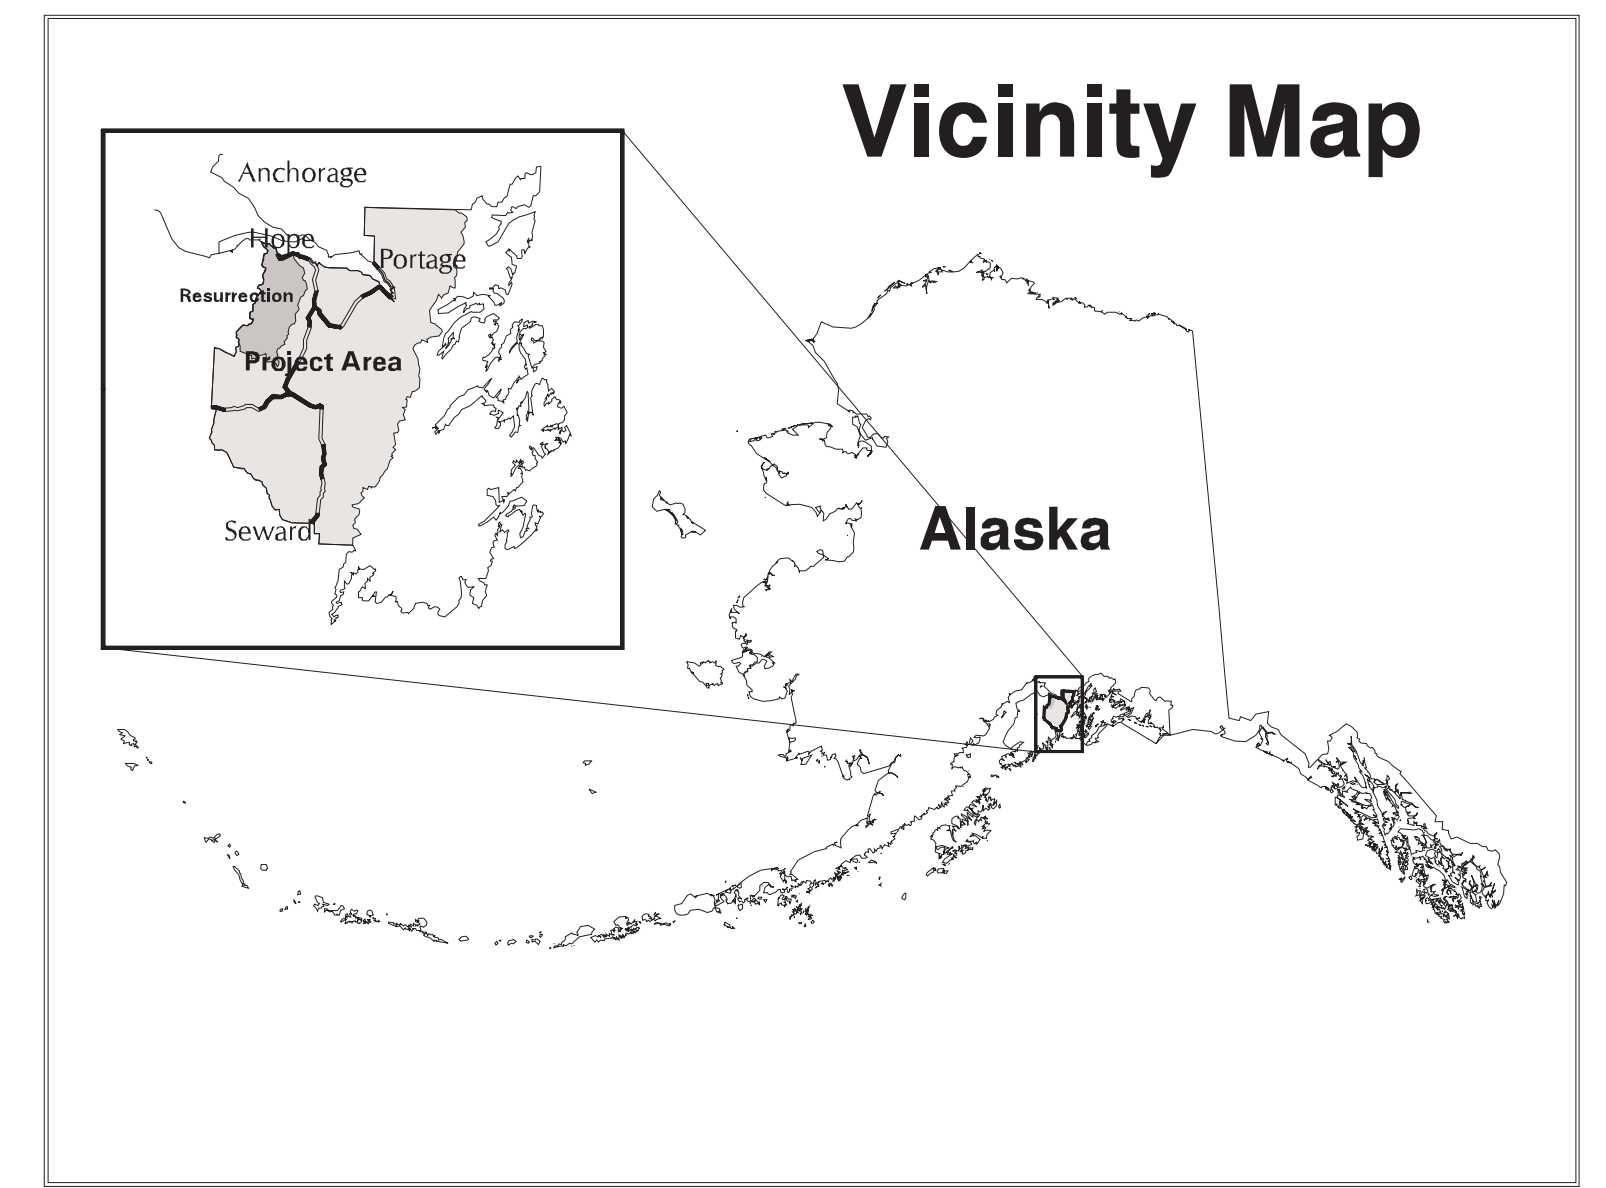 Vicinity Map
Anchorage
Hope
Portage
Resurrection
Project Area
Seward
Alaska